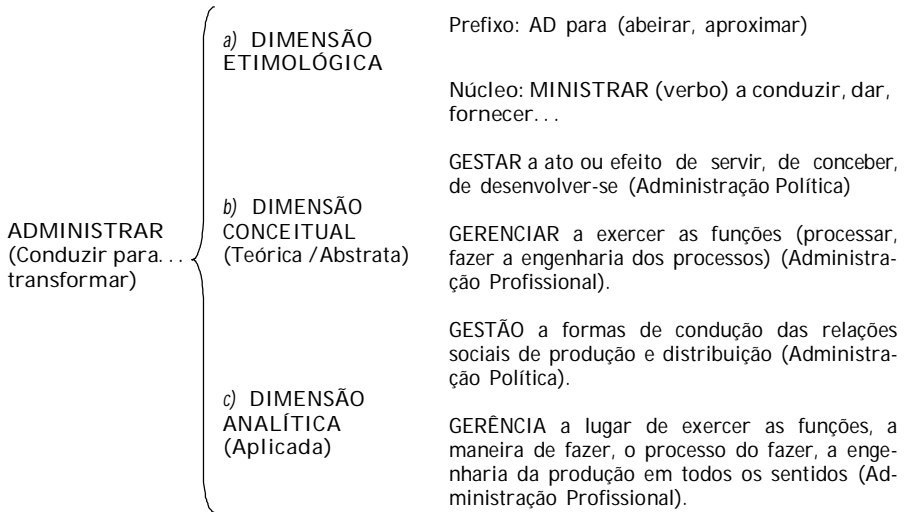 a) DIMENSÃO
ETIMOLÓGICA
Prefixo: AD para (abeirar, aproximar)
Núcleo: MINISTRAR (verbo) a conduzir, dar,
fornecer...
ADMINISTRAR
(Conduzir para...
transformar)
b) DIMENSÃO
CONCEITUAL
(Teórica /Abstrata)
GESTAR a ato ou efeito de servir, de conceber,
de desenvolver-se (Administração Política)
GERENCIAR a exercer as funções (processar,
fazer a engenharia dos processos) (Administra-
ção Profissional).
c) DIMENSÃO
ANALÍTICA
(Aplicada)
GESTÃO a formas de condução das relações
sociais de produção e distribuição (Administra-
ção Política).
GERÊNCIA a lugar de exercer as funções, a
maneira de fazer, o processo do fazer, a enge-
nharia da produção em todos os sentidos (Ad-
ministração Profissional).